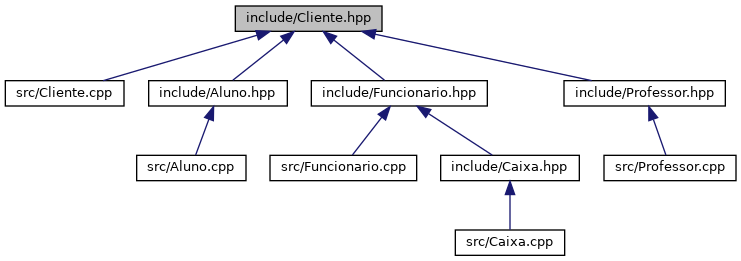 include/Cliente.hpp
src/Cliente.cpp
include/Aluno.hpp
include/Funcionario.hpp
include/Professor.hpp
src/Aluno.cpp
src/Funcionario.cpp
include/Caixa.hpp
src/Professor.cpp
src/Caixa.cpp